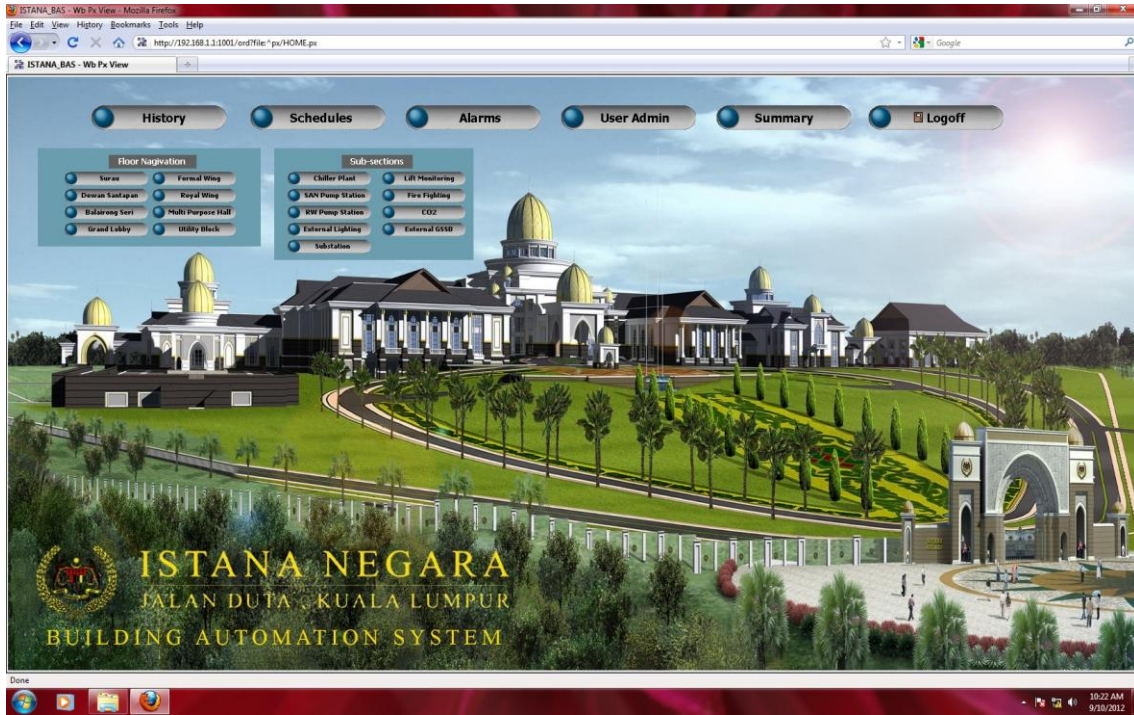 ISTANA_BAS - Wb Px View - Mozilla Firefox
File Edit View History Bookmarks Tools Help
http://192.168.1.1:1001/ord?file:^px/HOME.px
Google
ISTANA_BAS - Wb Px View
History Schedules Alarms User Admin Summary Logoff
Floor Nagivation
Surau Formal Wing
Dewan Santapan Royal Wing
Balairong Seri Multi Purpose Hall
Grand Lobby Utility Block
Sub-sections
Chiller Plant Lift Monitoring
SAN Pump Station Fire Fighting
RW Pump Station CO2
External Lighting External GSSB
Substation
ISTANA NEGARA
JALAN DUTA , KUALA LUMPUR
BUILDING AUTOMATION SYSTEM
Done
10:22 AM
9/10/2012